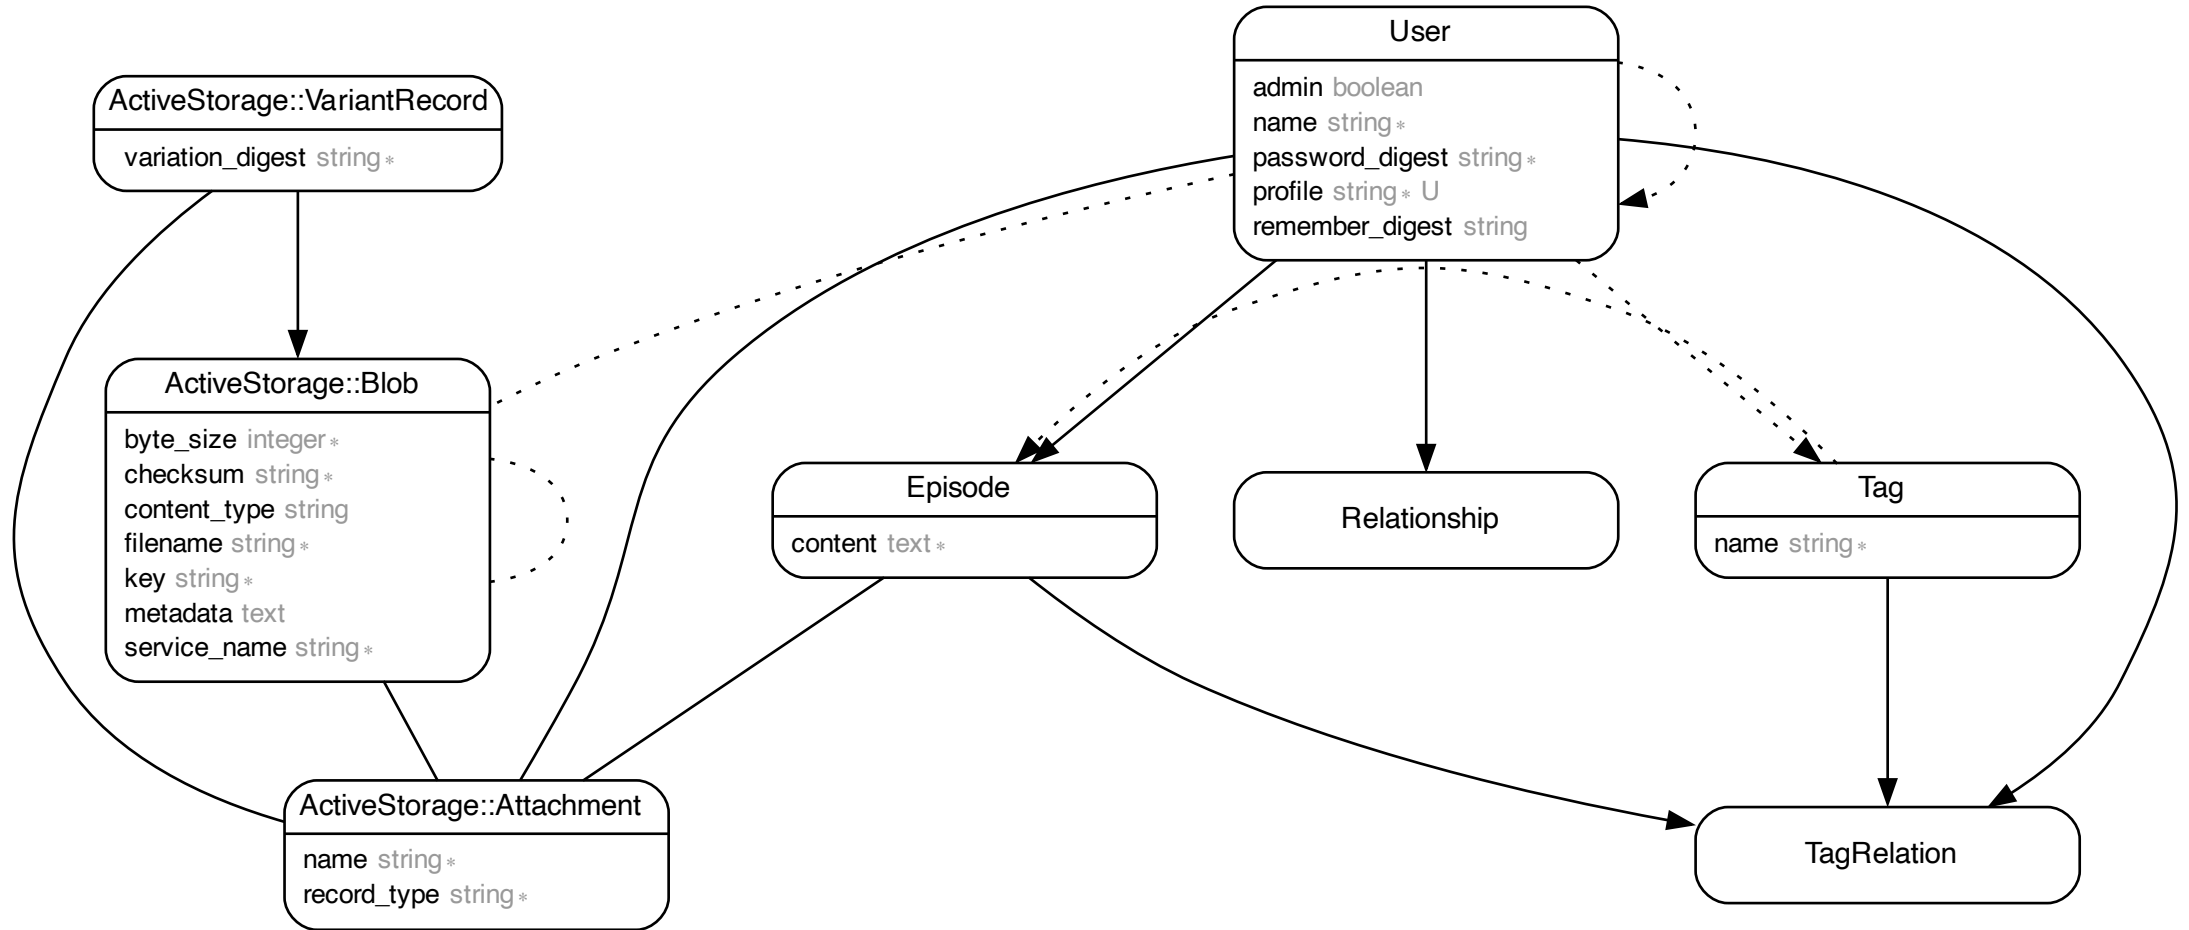 User
admin boolean
name string*
password_digest string*
profile string* U
remember_digest string
ActiveStorage::VariantRecord
variation_digest string*
ActiveStorage::Blob
byte_size integer*
checksum string*
content_type string
filename string*
key string*
metadata text
service_name string*
Episode
content text*
Relationship
Tag
name string*
ActiveStorage::Attachment
name string*
record_type string*
TagRelation